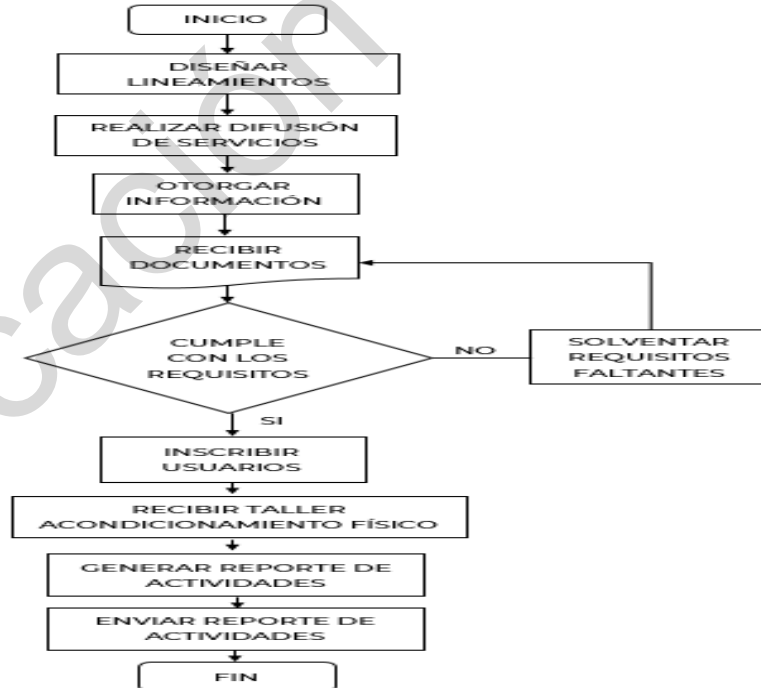 INICIO
DISEÑAR
LINEAMIENTOS
REALIZAR DIFUSIÓN
DE SERVICIOS
OTORGAR
INFORMACIÓN
RECIBIR
DOCUMENTOS
CUMPLE
CON LOS
REQUISITOS
NO
SOLVENTAR
REQUISITOS
FALTANTES
SI
INSCRIBIR
USUARIOS
RECIBIR TALLER
ACONDICIONAMIENTO FÍSICO
GENERAR REPORTE DE
ACTIVIDADES
ENVIAR REPORTE DE
ACTIVIDADES
FIN
cación